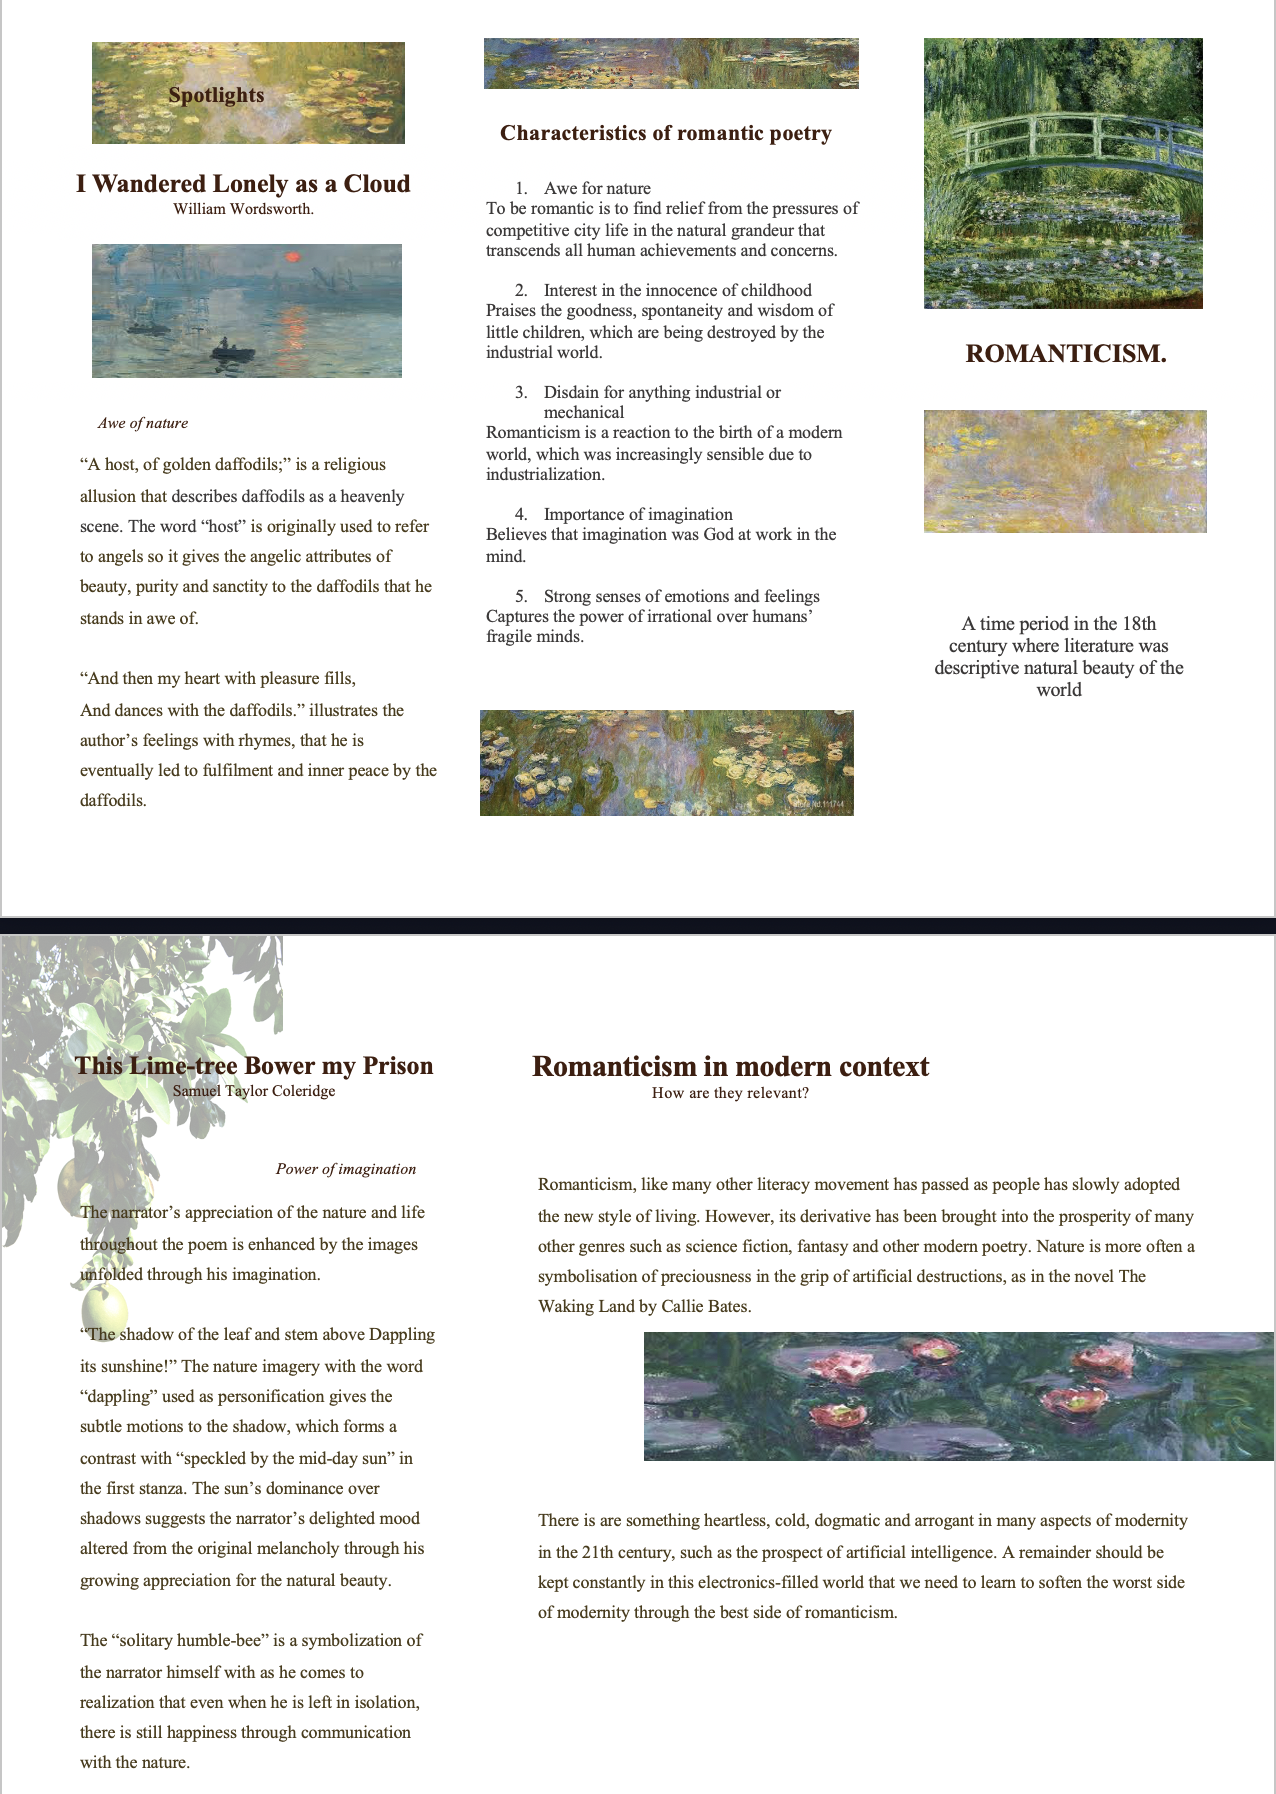 Spotlights
I Wandered Lonely as a Cloud
William Wordsworth.
Awe of nature
“A host, of golden daffodils;” is a religious
allusion that describes daffodils as a heavenly
scene. The word “host” is originally used to refer
to angels so it gives the angelic attributes of
beauty, purity and sanctity to the daffodils that he
stands in awe of.
“And then my heart with pleasure fills,
And dances with the daffodils.” illustrates the
author’s feelings with rhymes, that he is
eventually led to fulfilment and inner peace by the
daffodils.
Characteristics of romantic poetry
1. Awe for nature
To be romantic is to find relief from the pressures of
competitive city life in the natural grandeur that
transcends all human achievements and concerns.
2. Interest in the innocence of childhood
Praises the goodness, spontaneity and wisdom of
little children, which are being destroyed by the
industrial world.
3. Disdain for anything industrial or
mechanical
Romanticism is a reaction to the birth of a modern
world, which was increasingly sensible due to
industrialization.
4. Importance of imagination
Believes that imagination was God at work in the
mind.
5. Strong senses of emotions and feelings
Captures the power of irrational over humans’
fragile minds.
ROMANTICISM.
A time period in the 18th
century where literature was
descriptive natural beauty of the
world
This Lime-tree Bower my Prison
Samuel Taylor Coleridge
Power of imagination
The narrator’s appreciation of the nature and life
throughout the poem is enhanced by the images
unfolded through his imagination.
“The shadow of the leaf and stem above Dappling
its sunshine!” The nature imagery with the word
“dappling” used as personification gives the
subtle motions to the shadow, which forms a
contrast with “speckled by the mid-day sun” in
the first stanza. The sun’s dominance over
shadows suggests the narrator’s delighted mood
altered from the original melancholy through his
growing appreciation for the natural beauty.
The “solitary humble-bee” is a symbolization of
the narrator himself with as he comes to
realization that even when he is left in isolation,
there is still happiness through communication
with the nature.
Romanticism in modern context
How are they relevant?
Romanticism, like many other literacy movement has passed as people has slowly adopted
the new style of living. However, its derivative has been brought into the prosperity of many
other genres such as science fiction, fantasy and other modern poetry. Nature is more often a
symbolisation of preciousness in the grip of artificial destructions, as in the novel The
Waking Land by Callie Bates.
There is are something heartless, cold, dogmatic and arrogant in many aspects of modernity
in the 21th century, such as the prospect of artificial intelligence. A remainder should be
kept constantly in this electronics-filled world that we need to learn to soften the worst side
of modernity through the best side of romanticism.